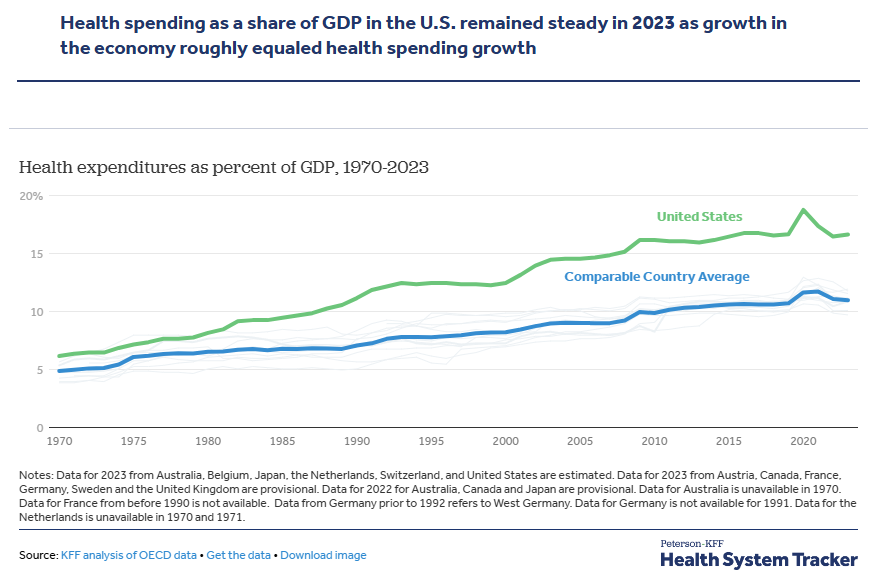 Health spending as a share of GDP in the U.S. remained steady in 2023 as growth in
the economy roughly equaled health spending growth
Health expenditures as percent of GDP, 1970-2023
20%
United States
15
Comparable Country Average
10
5
0
1970 1975 1980 1985 1990 1995 2000 2005 2010 2015 2020
Notes: Data for 2023 from Australia, Belgium, Japan, the Netherlands, Switzerland, and United States are estimated. Data for 2023 from Austria, Canada, France,
Germany, Sweden and the United Kingdom are provisional. Data for 2022 for Australia, Canada and Japan are provisional. Data for Australia is unavailable in 1970.
Data for France from before 1990 is not available. Data from Germany prior to 1992 refers to West Germany. Data for Germany is not available for 1991. Data for the
Netherlands is unavailable in 1970 and 1971.
Source: KFF analysis of OECD data • Get the data • Download image
Peterson-KFF
Health System Tracker